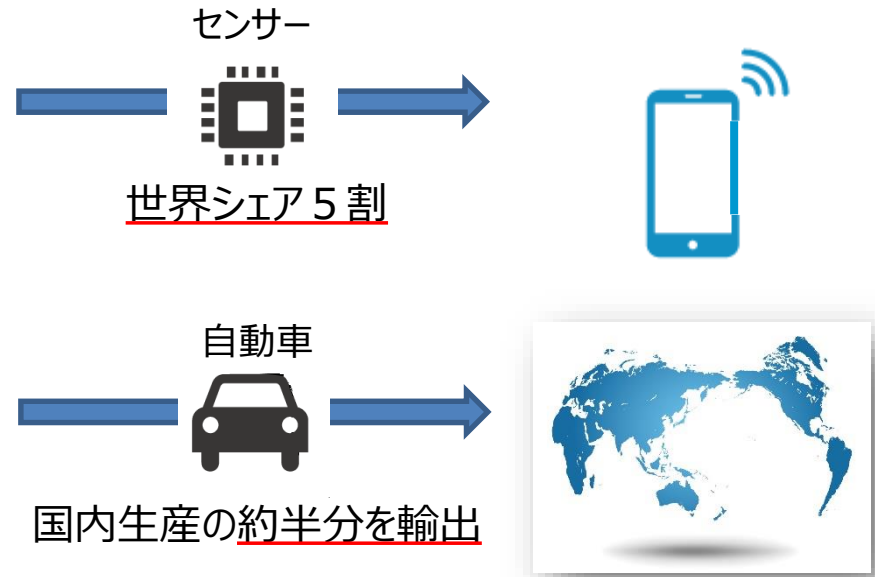 センサー
世界シェア５割
自動車
国内生産の約半分を輸出